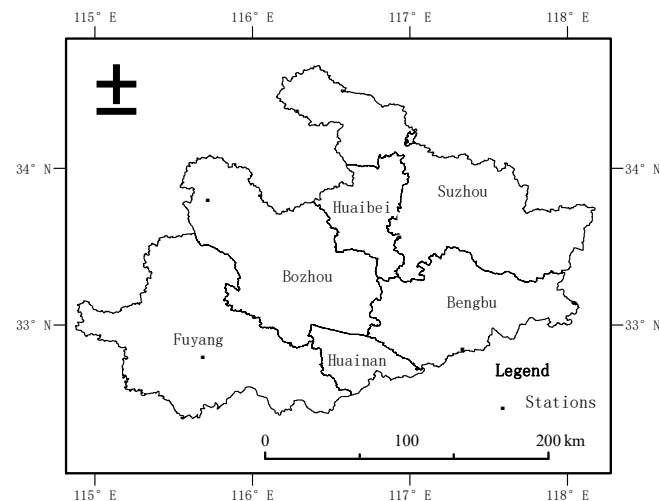 115° E 116° E 117° E 118° E
34° N 34° N
Suzhou
Huaibei
Bozhou
Bengbu
33° N 33° N
Fuyang
Huainan
Legend
Stations
0 100 200 km
115° E 116° E 117° E 118° E